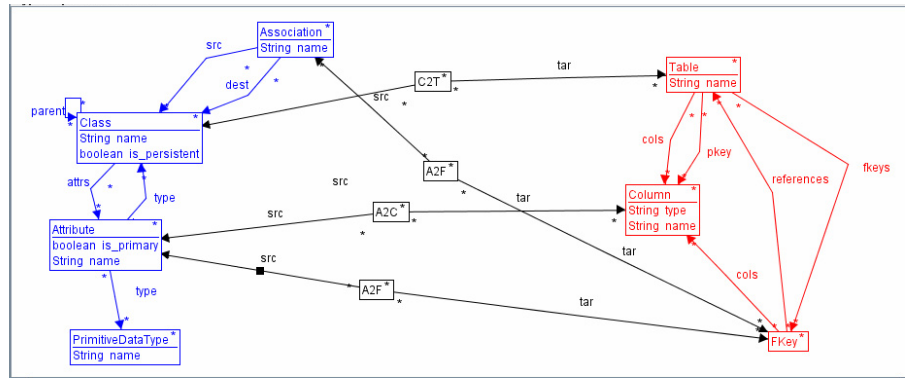 Association *
String name
src
*
dest
*
tar
C2T *
*
src
*
*
Table *
String name
*
*
*
cols
pkey
fkeys
references
parent
*
*
Class *
String name
boolean is_persistent
attrs
*
*
type
*
*
*
A2F *
*
src
tar
*
*
*
Column *
String type
String name
src
*
A2C *
*
*
Attribute *
boolean is_primary
String name
tar
cols
src
*
*
A2F *
*
tar
type
*
*
*
*
*
*
FKey *
PrimitiveDataType *
String name